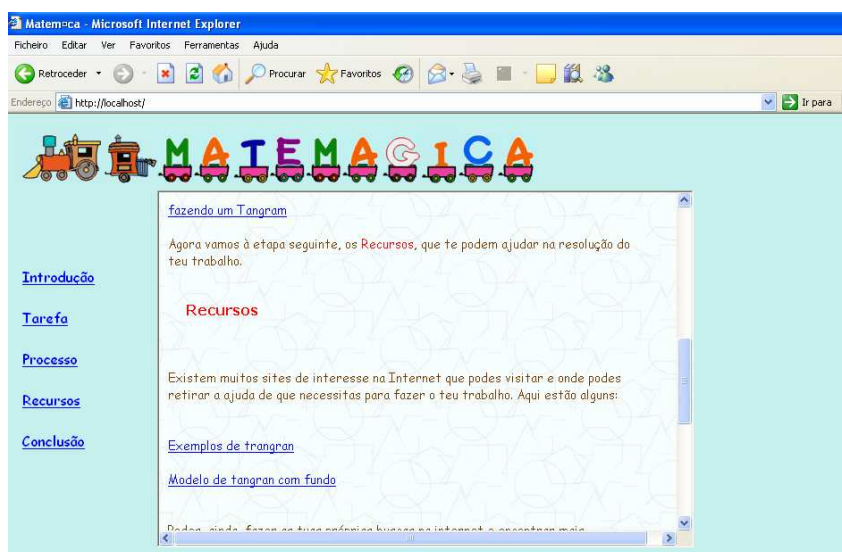 Matem¤ca - Microsoft Internet Explorer
Ficheiro Editar Ver Favoritos Ferramentas Ajuda
Retroceder Procurar Favoritos
Endereço http://localhost/ Ir para
MATEMAGICA
fazendo um Tangram
Agora vamos à etapa seguinte, os Recursos, que te podem ajudar na resolução do
teu trabalho.
Introdução
Recursos
Tarefa
Processo
Existem muitos sites de interesse na Internet que podes visitar e onde podes
retirar a ajuda de que necessitas para fazer o teu trabalho. Aqui estão alguns:
Recursos
Conclusão
Exemplos de trangran
Modelo de tangran com fundo